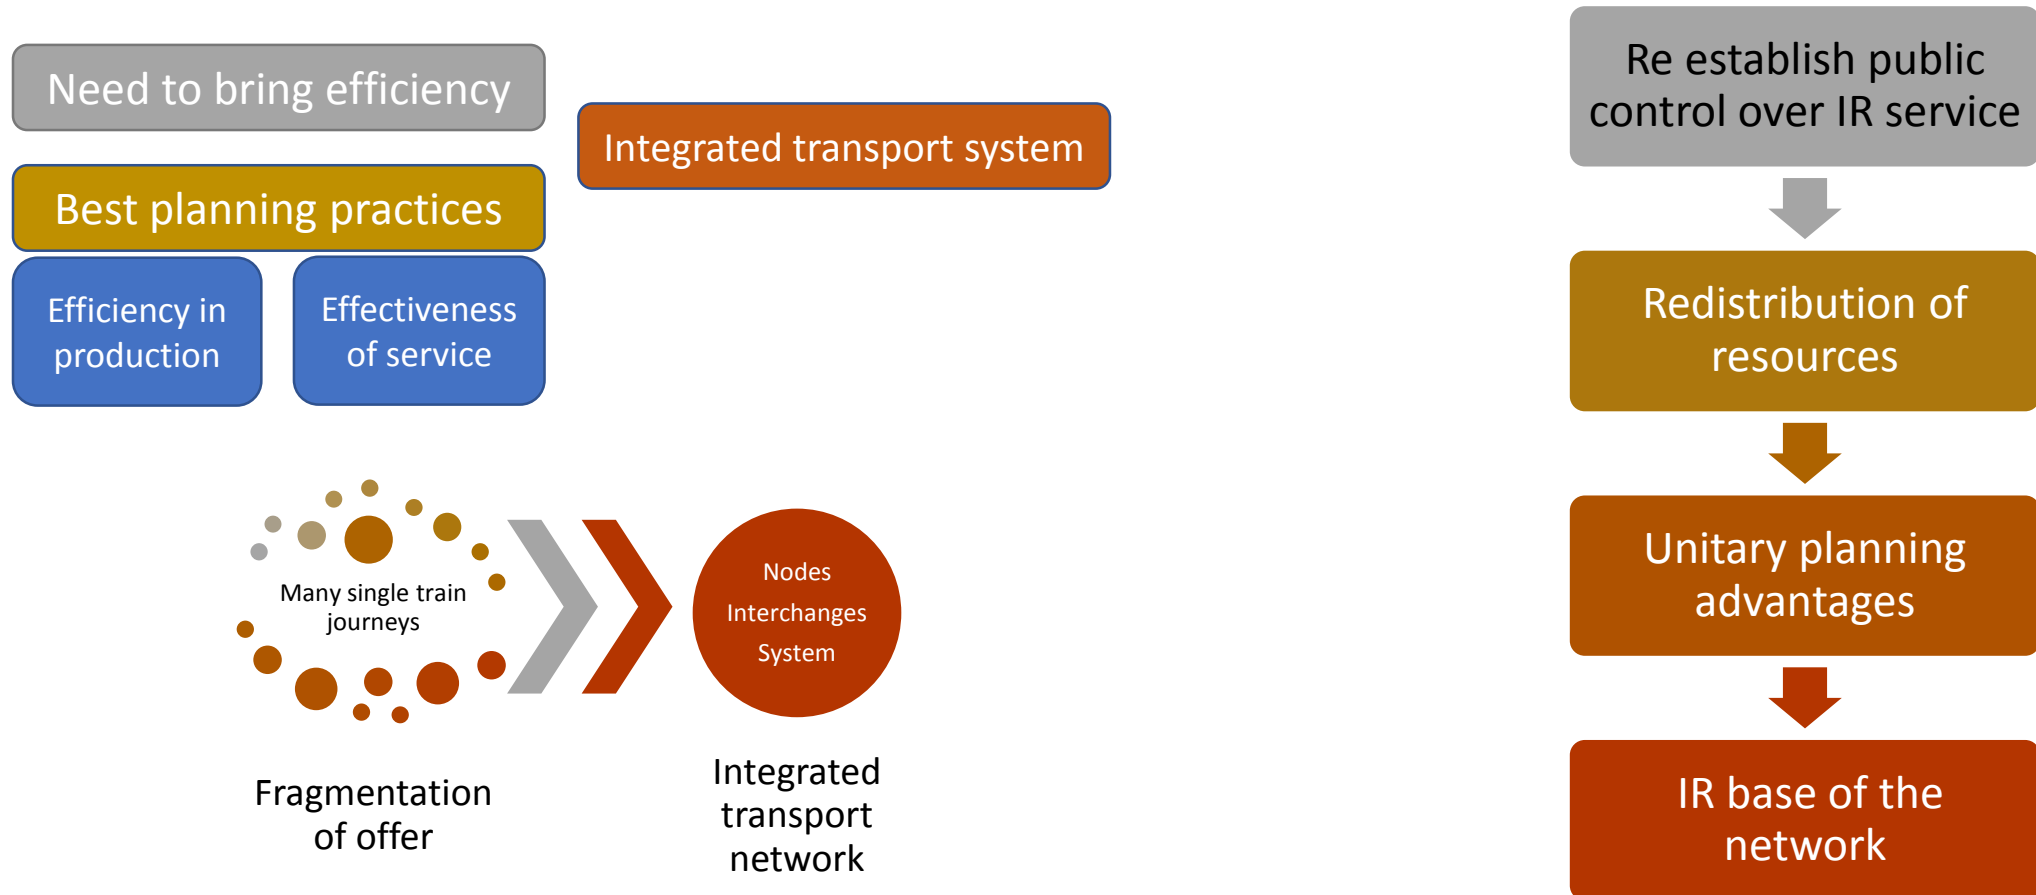 Need to bring efficiency
Best planning practices
Efficiency in
production
Effectiveness
of service
Integrated transport system
Many single train
journeys
Fragmentation
of offer
Nodes
Interchanges
System
Integrated
transport
network
Re establish public
control over IR service
Redistribution of
resources
Unitary planning
advantages
IR base of the
network